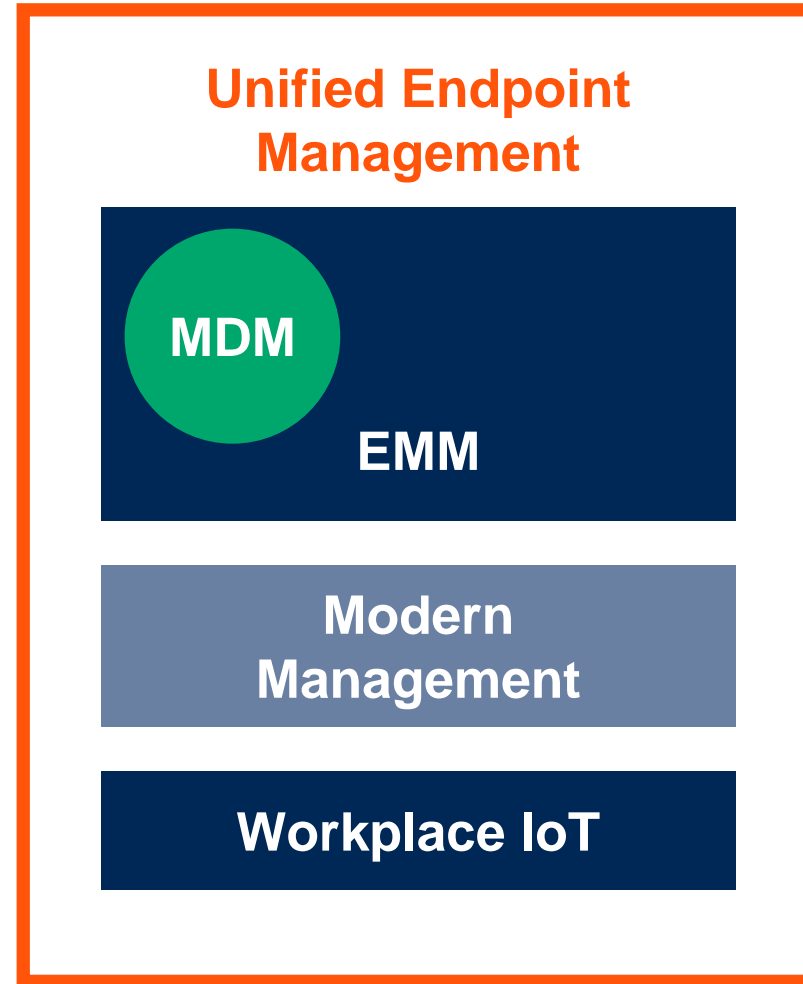 Unified Endpoint
Management
MDM
EMM
Modern
Management
Workplace IoT